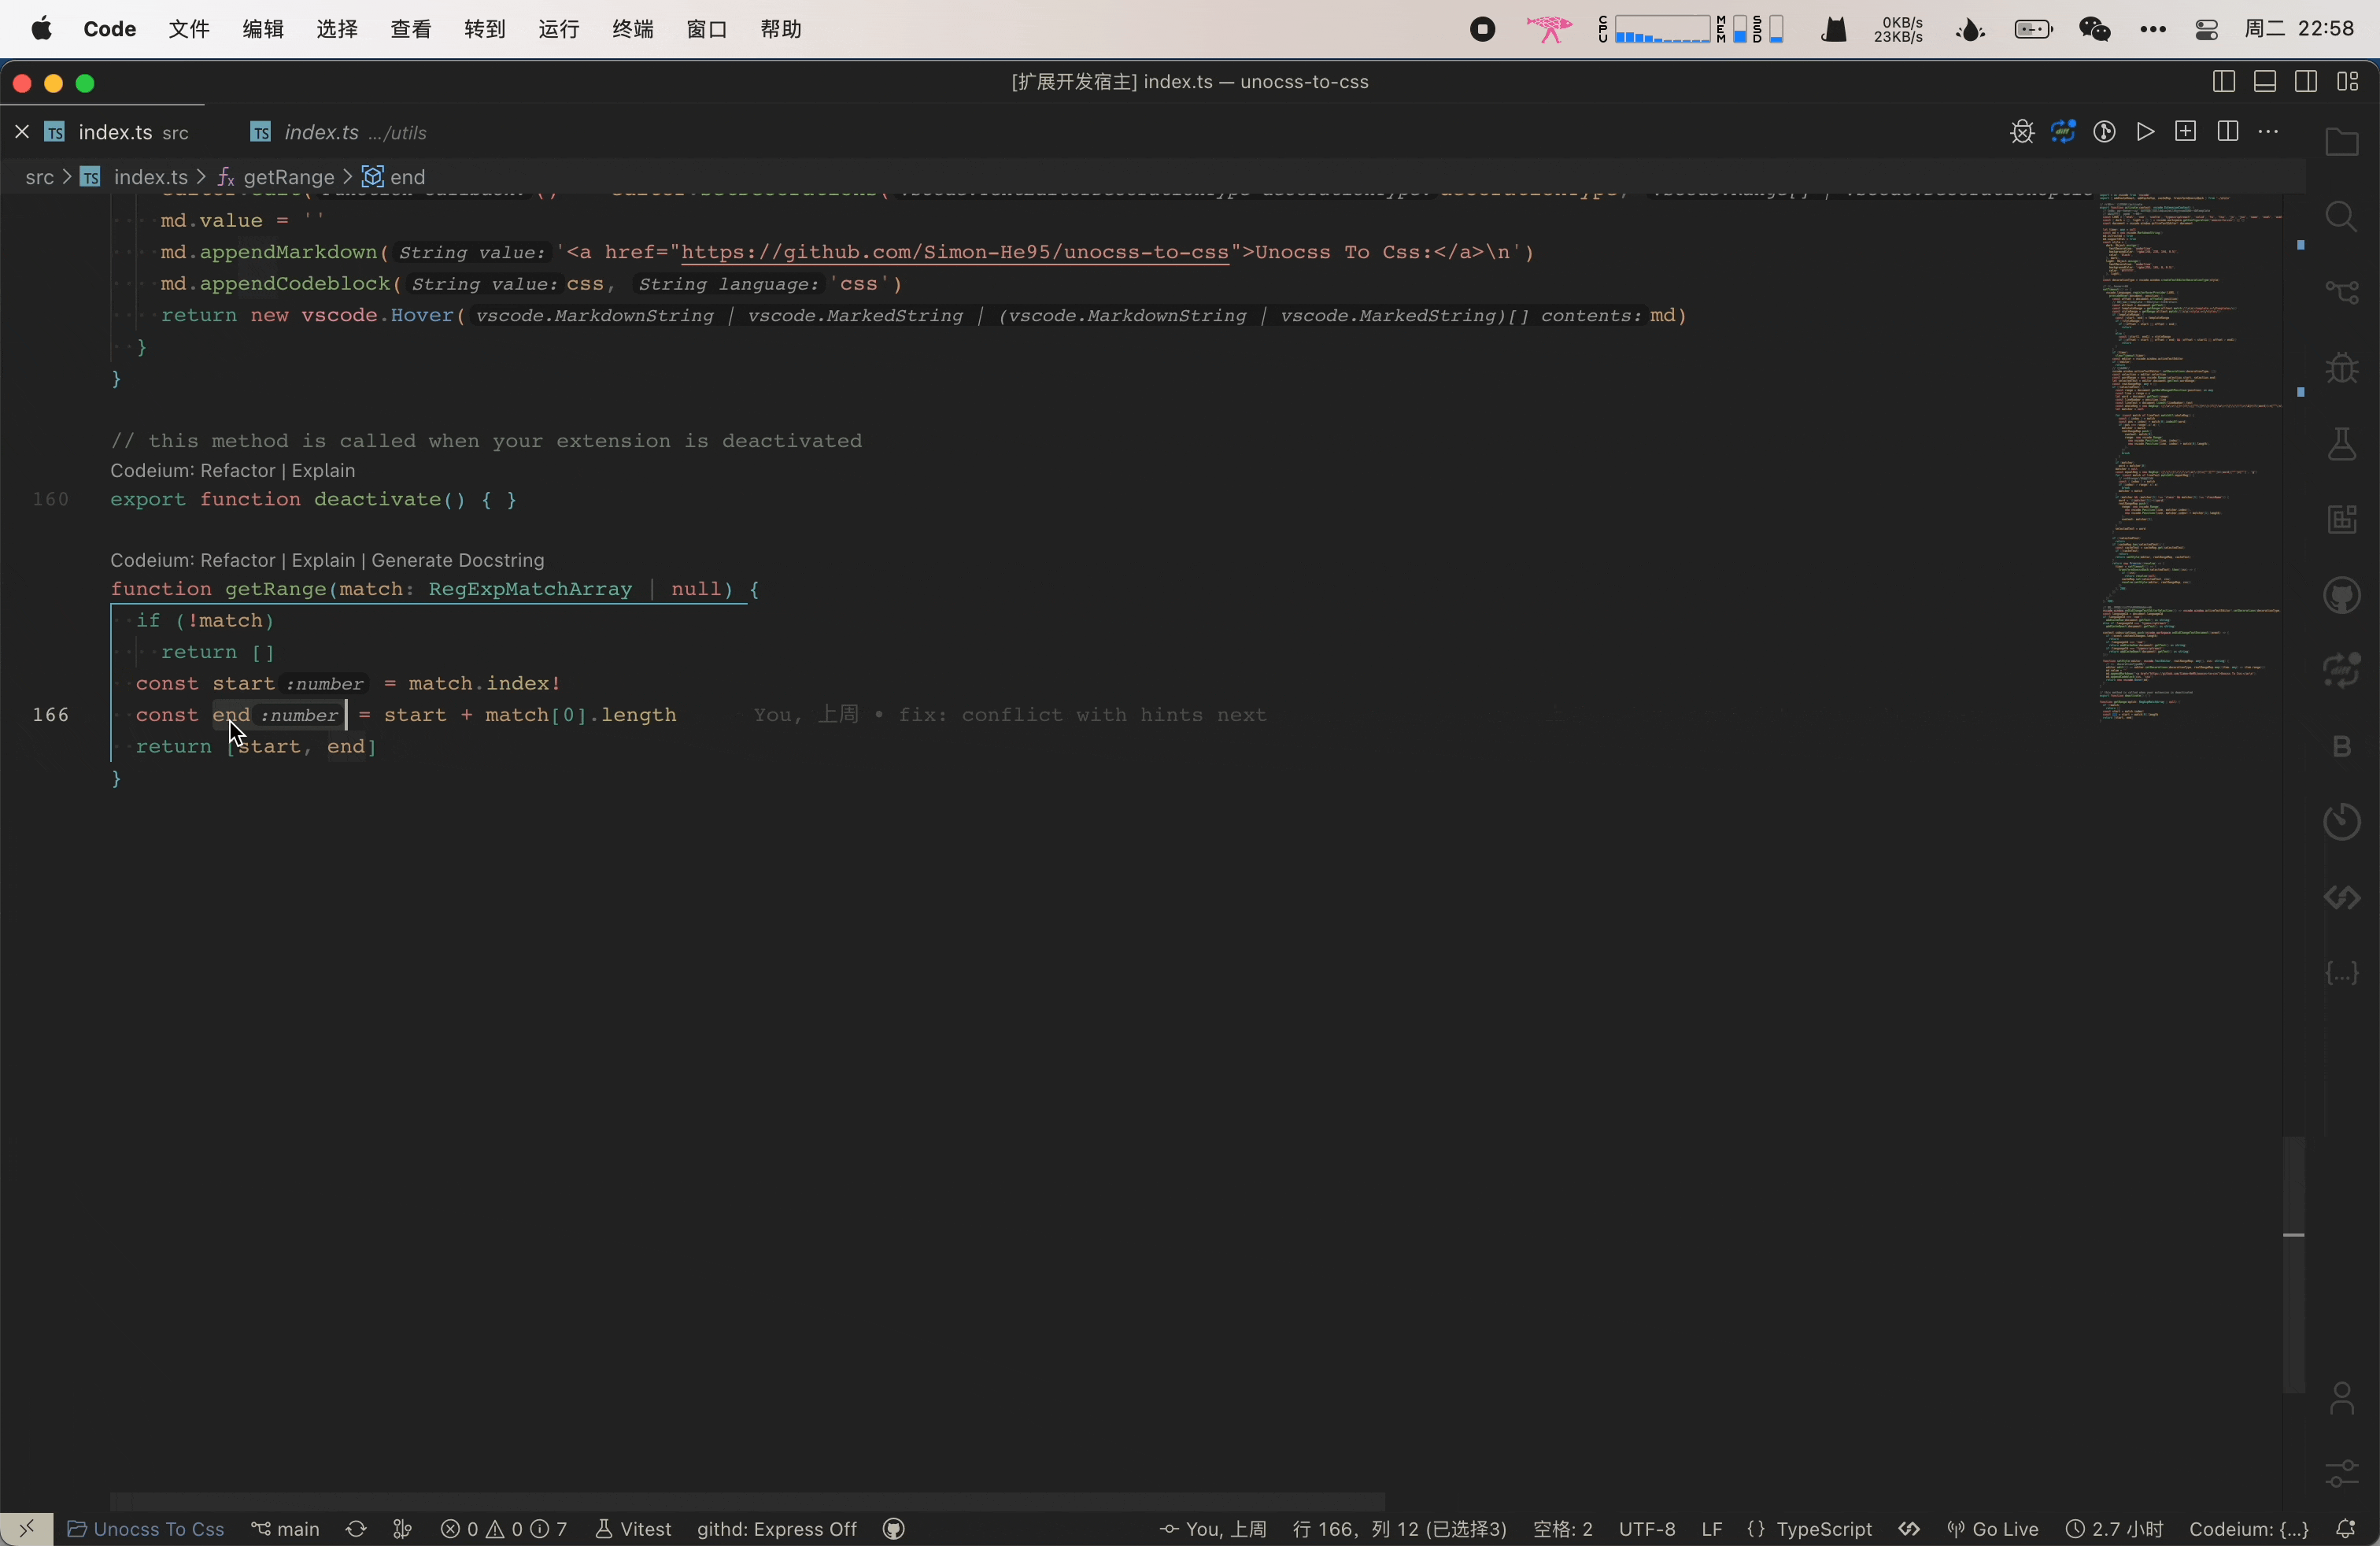 Code 文件 编辑 选择 查看 转到 运行 终端 窗口 帮助 CPU MEM SSD 0KB/s 23KB/s 周二 22:58
[扩展开发宿主] index.ts — unocss-to-css
TS index.ts src TS index.ts .../utils
src > TS index.ts > getRange > end
md.value = ''
md.appendMarkdown( String value: '<a href="https://github.com/Simon-He95/unocss-to-css">Unocss To Css:</a>\n')
md.appendCodeblock( String value: css, String language: 'css')
return new vscode.Hover( vscode.MarkdownString | vscode.MarkedString | (vscode.MarkdownString | vscode.MarkedString)[] contents: md)
}
}
// this method is called when your extension is deactivated
Codeium: Refactor | Explain
160 export function deactivate() { }
Codeium: Refactor | Explain | Generate Docstring
function getRange(match: RegExpMatchArray | null) {
if (!match)
return []
const start :number = match.index!
166 const end :number = start + match[0].length You, 上周 • fix: conflict with hints next
return [start, end]
}
B
{...}
Unocss To Css main 0 0 7 Vitest githd: Express Off You, 上周 行 166，列 12 (已选择3) 空格: 2 UTF-8 LF {} TypeScript Go Live 2.7 小时 Codeium: {...}